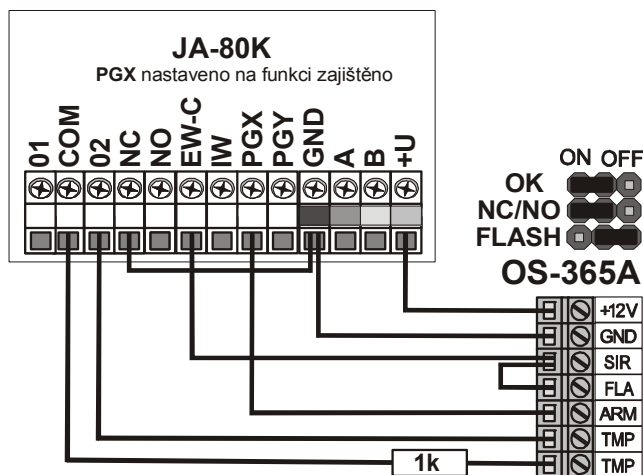 JA-80K
PGX nastaveno na funkci zajištěno
01 COM 02 NC NO EW-C IW PGX PGY GND A B +U
ON OFF
OK
NC/NO
FLASH
OS-365A
+12V
GND
SIR
FLA
ARM
TMP
1k
TMP